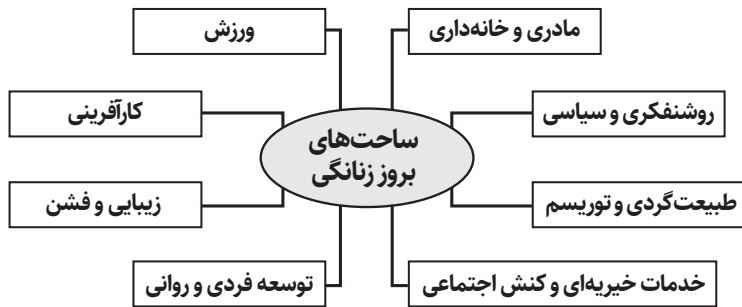 مادری و خانه‌داری
ورزش
روشنفکری و سیاسی
کارآفرینی
ساحت‌های
بروز زنانگی
طبیعت‌گردی و توریسم
زیبایی و فشن
خدمات خیریه‌ای و کنش اجتماعی
توسعه فردی و روانی